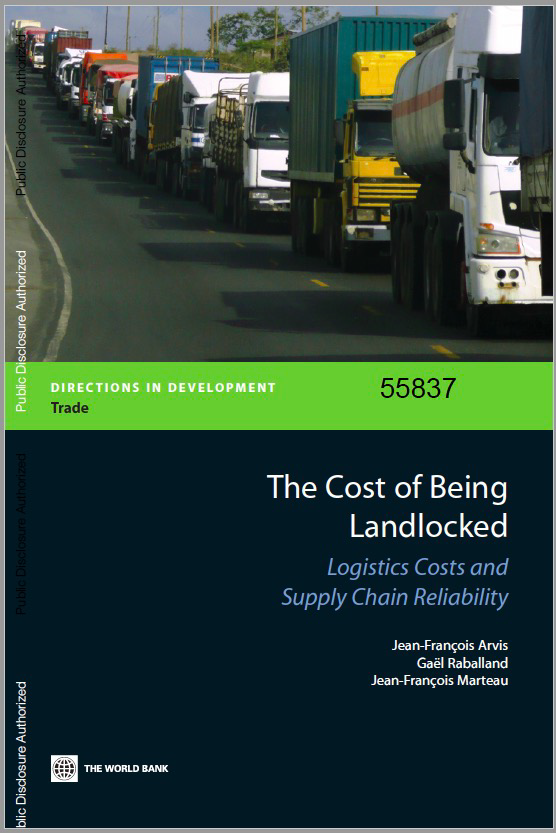 Public Disclosure Authorized
Public Disclosure Authorized
Public Disclosure Authorized
blic Disclosure Authorized
DIRECTIONS IN DEVELOPMENT
Trade
55837
The Cost of Being
Landlocked
Logistics Costs and
Supply Chain Reliability
Jean-François Arvis
Gaël Raballand
Jean-François Marteau
THE WORLD BANK